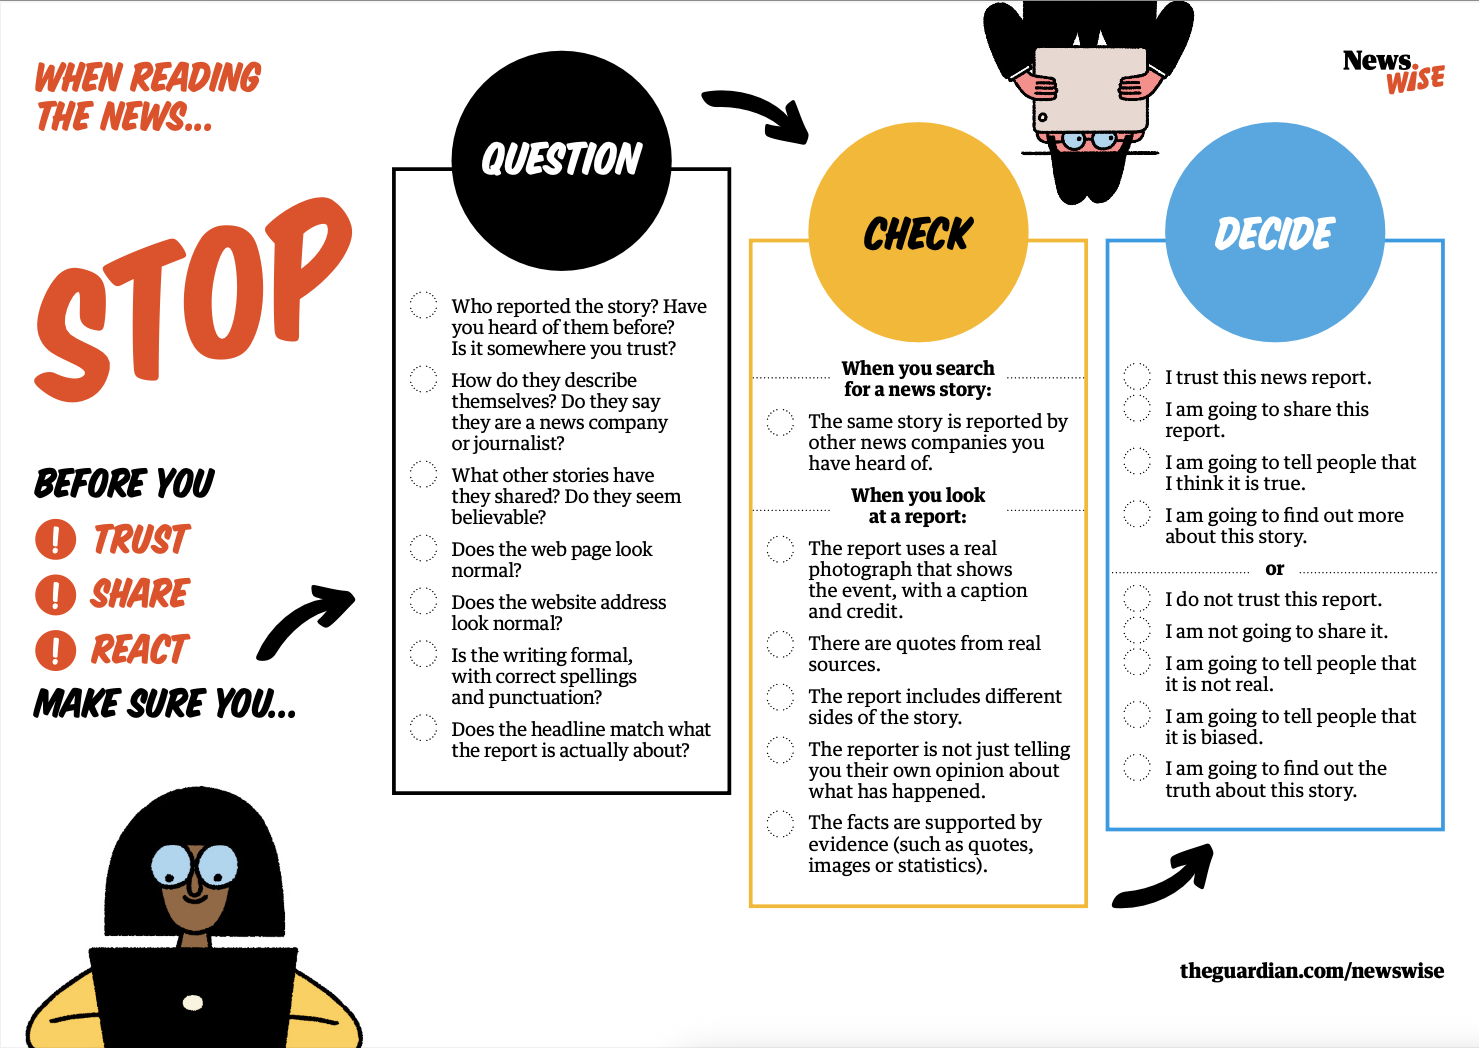 WHEN READING
THE NEWS...
STOP
BEFORE YOU
! TRUST
! SHARE
! REACT
MAKE SURE YOU...
QUESTION
Who reported the story? Have
you heard of them before?
Is it somewhere you trust?
How do they describe
themselves? Do they say
they are a news company
or journalist?
What other stories have
they shared? Do they seem
believable?
Does the web page look
normal?
Does the website address
look normal?
Is the writing formal,
with correct spellings
and punctuation?
Does the headline match what
the report is actually about?
CHECK
When you search
for a news story:
The same story is reported by
other news companies you
have heard of.
When you look
at a report:
The report uses a real
photograph that shows
the event, with a caption
and credit.
There are quotes from real
sources.
The report includes different
sides of the story.
The reporter is not just telling
you their own opinion about
what has happened.
The facts are supported by
evidence (such as quotes,
images or statistics).
News
WISE
DECIDE
I trust this news report.
I am going to share this
report.
I am going to tell people that
I think it is true.
I am going to find out more
about this story.
or
I do not trust this report.
I am not going to share it.
I am going to tell people that
it is not real.
I am going to tell people that
it is biased.
I am going to find out the
truth about this story.
theguardian.com/newswise